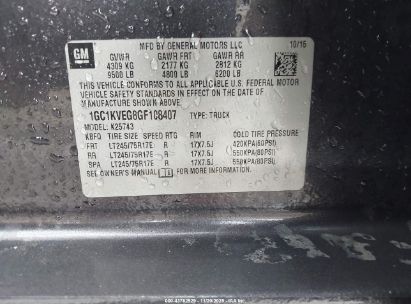 GM
MFD BY GENERAL MOTORS LLC 10/15
GVWR GAWR FRT GAWR RR
4309 KG 2177 KG 2812 KG
9500 LB 4800 LB 6200 LB
THIS VEHICLE CONFORMS TO ALL APPLICABLE U.S. FEDERAL MOTOR
VEHICLE SAFETY STANDARDS IN EFFECT ON THE DATE OF
MANUFACTURE SHOWN ABOVE.
1GC1KVEG8GF108407 TYPE: TRUCK
MODEL: K25743
KBFQ TIRE SIZE SPEED RTG RIM COLD TIRE PRESSURE
FRT LT245/75R17E R 17X7.5J 420KPA(60PSI)
RR LT245/75R17E R 17X7.5J 550KPA(80PSI)
SPA LT245/75R17E R 17X7.5J 550KPA(80PSI)
SEE OWNER'S MANUAL FOR ADDITIONAL INFORMATION.